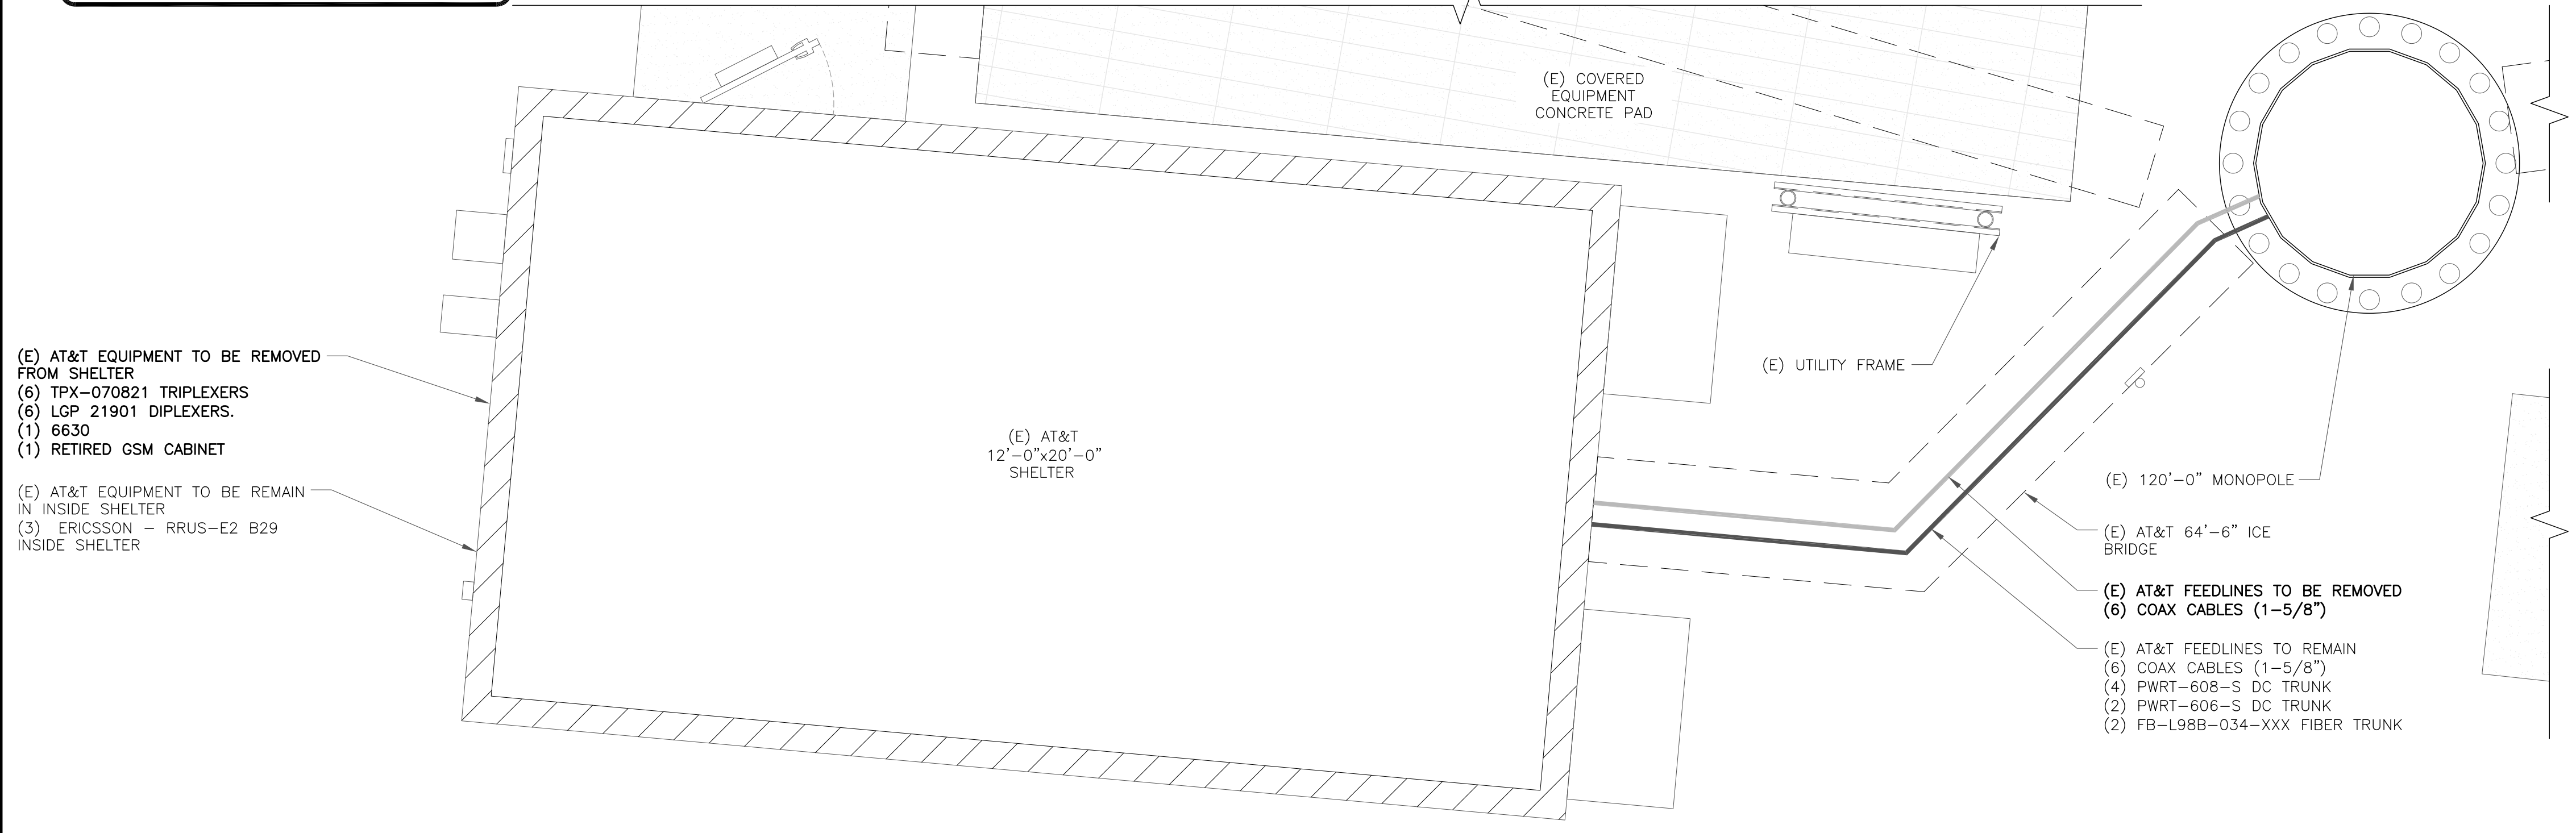 (E) COVERED
EQUIPMENT
CONCRETE PAD
(E) AT&T EQUIPMENT TO BE REMOVED
FROM SHELTER
(6) TPX-070821 TRIPLEXERS
(6) LGP 21901 DIPLEXERS.
(1) 6630
(1) RETIRED GSM CABINET
(E) AT&T EQUIPMENT TO BE REMAIN
IN INSIDE SHELTER
(3) ERICSSON - RRUS-E2 B29
INSIDE SHELTER
(E) AT&T
12'-0"x20'-0"
SHELTER
(E) UTILITY FRAME
(E) 120'-0" MONOPOLE
(E) AT&T 64'-6" ICE
BRIDGE
(E) AT&T FEEDLINES TO BE REMOVED
(6) COAX CABLES (1-5/8")
(E) AT&T FEEDLINES TO REMAIN
(6) COAX CABLES (1-5/8")
(4) PWRT-608-S DC TRUNK
(2) PWRT-606-S DC TRUNK
(2) FB-L98B-034-XXX FIBER TRUNK